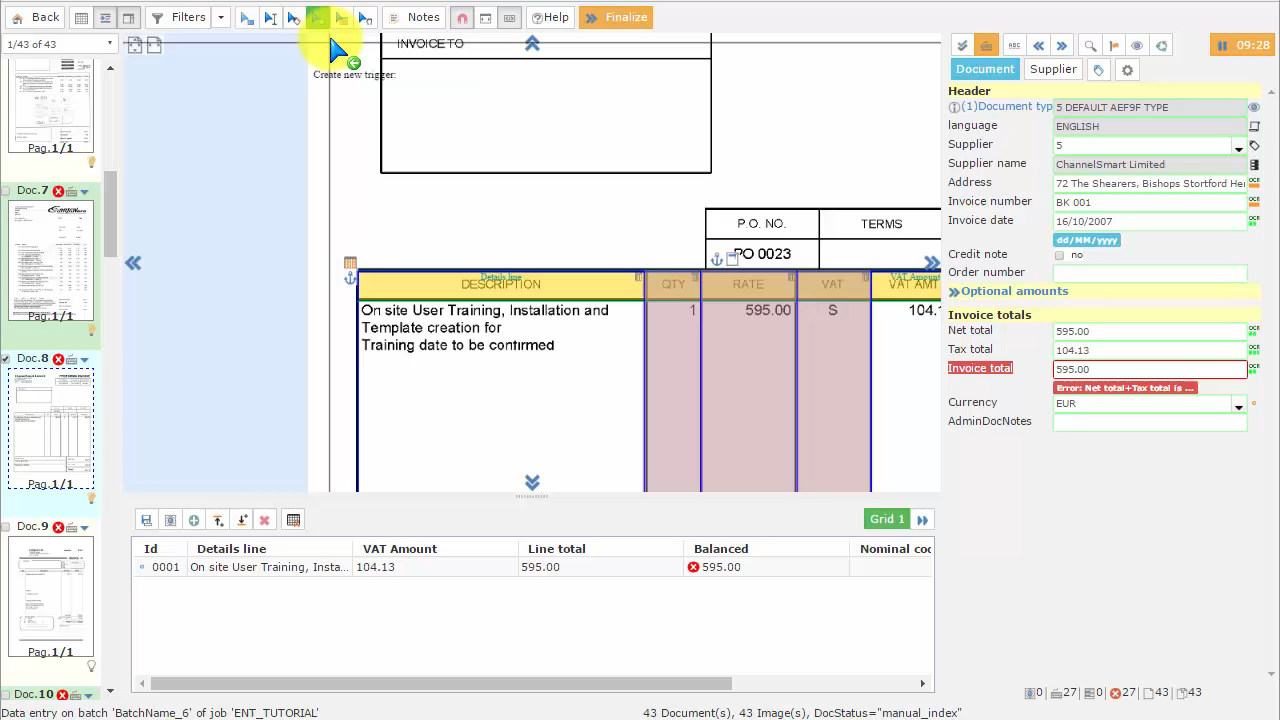 Back
Filters
Notes
Help
Finalize
1/43 of 43
INVOICE TO
Create new trigger.
09:28
Document
Supplier
Header
(1)Document typ
5 DEFAULT AEF9F TYPE
language
ENGLISH
Supplier
5
Supplier name
ChannelSmart Limited
Address
72 The Shearers, Bishops Stortford Her
Invoice number
BK 001
Invoice date
16/10/2007
dd/MM/yyyy
Credit note
no
Order number
Optional amounts
Invoice totals
Net total
595.00
Tax total
104.13
Invoice total
595.00
Error: Net total+Tax total is ...
Currency
EUR
AdminDocNotes
Pag.1/1
Doc.7
Pag.1/1
Doc.8
Pag.1/1
Doc.9
Pag.1/1
Doc.10
P.O. NO.
TERMS
PO 0023
Details line
DESCRIPTION
QTY
RATE
VAT
VAT AMT
On site User Training, Installation and
1
595.00
S
104.1
Template creation for
Training date to be confirmed
Grid 1
Id
Details line
VAT Amount
Line total
Balanced
Nominal cod
0001
On site User Training, Insta...
104.13
595.00
595.00
0
27
0
27
43
43
Data entry on batch 'BatchName_6' of job 'ENT_TUTORIAL'
43 Document(s), 43 Image(s), DocStatus="manual_index"